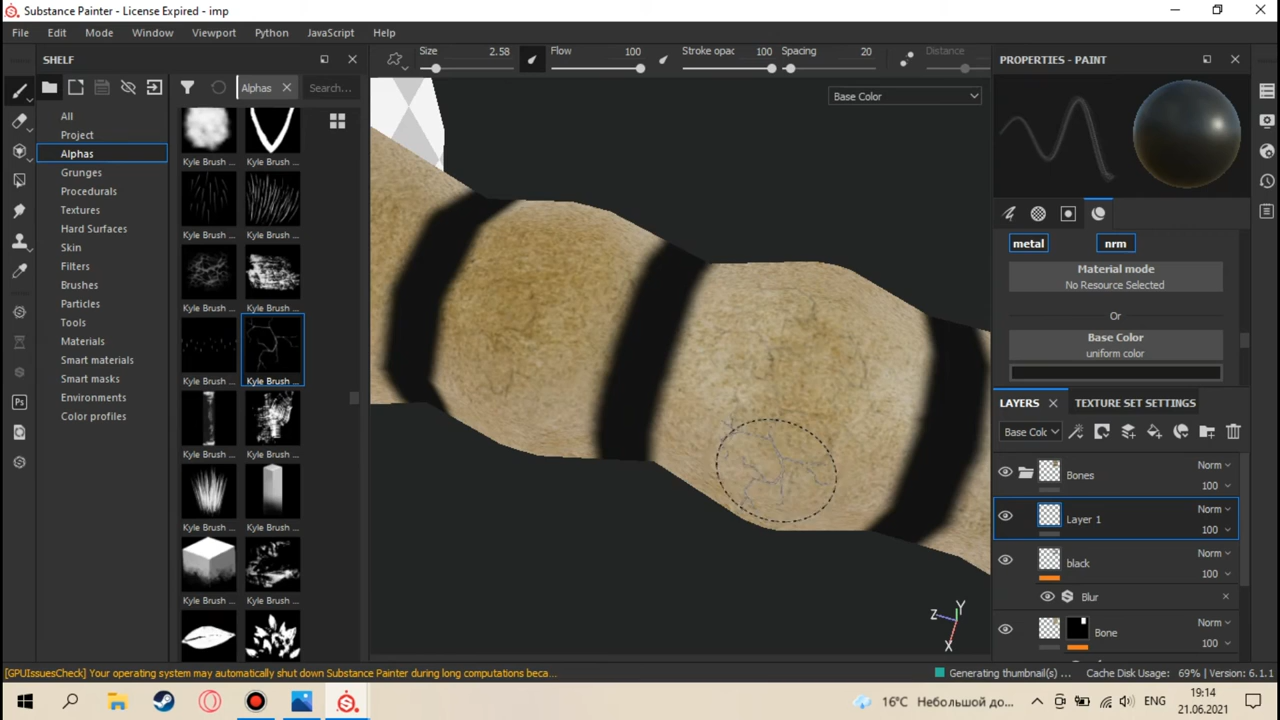 Substance Painter - License Expired - imp
File Edit Mode Window Viewport Python JavaScript Help
SHELF
Alphas
Search...
All
Project
Alphas
Grunges
Procedurals
Textures
Hard Surfaces
Skin
Filters
Brushes
Particles
Tools
Materials
Smart materials
Smart masks
Environments
Color profiles
Kyle Brush ... Kyle Brush ...
Kyle Brush ... Kyle Brush ...
Kyle Brush ... Kyle Brush ...
Kyle Brush ... Kyle Brush...
Kyle Brush ... Kyle Brush ...
Kyle Brush ... Kyle Brush ...
Kyle Brush ... Kyle Brush ...
Size 2.58 Flow 100 Stroke opac 100 Spacing 20 Distance
Base Color
Z Y
X
PROPERTIES - PAINT
metal nrm
Material mode
No Resource Selected
Or
Base Color
uniform color
LAYERS TEXTURE SET SETTINGS
Base Col
Bones Norm
100
Layer 1 Norm
100
black Norm
100
Blur
Bone Norm
100
[GPUIssuesCheck] Your operating system may automatically shut down Substance Painter during long computations beca...
Generating thumbnail(s) ... Cache Disk Usage: 69% | Version: 6.1.1
Ps
16°C Небольшой до... ENG
19:14
21.06.2021